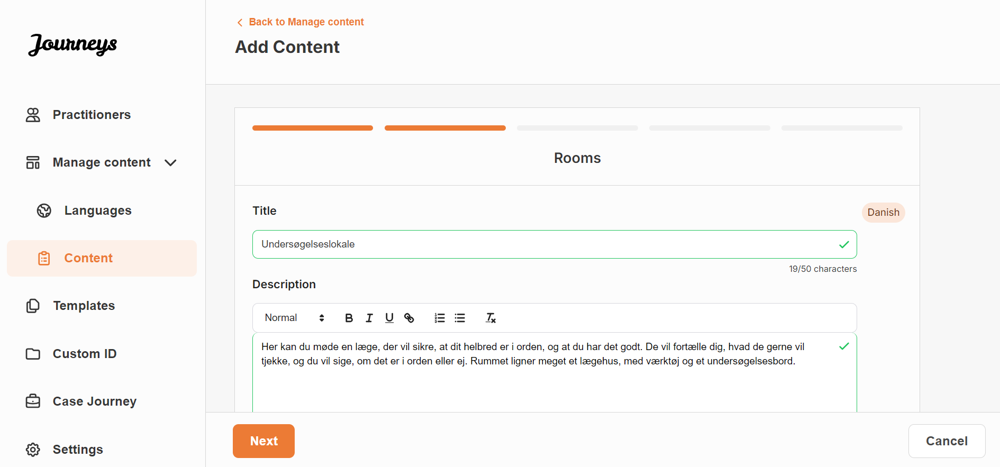 Journeys
Practitioners
Manage content
Languages
Content
Templates
Custom ID
Case Journey
Settings
Back to Manage content
Add Content
Rooms
Title
Danish
Undersøgelseslokale
19/50 characters
Description
Normal
Her kan du møde en læge, der vil sikre, at dit helbred er i orden, og at du har det godt. De vil fortælle dig, hvad de gerne vil
tjekke, og du vil sige, om det er i orden eller ej. Rummet ligner meget et lægehus, med værktøj og et undersøgelsesbord.
Next
Cancel